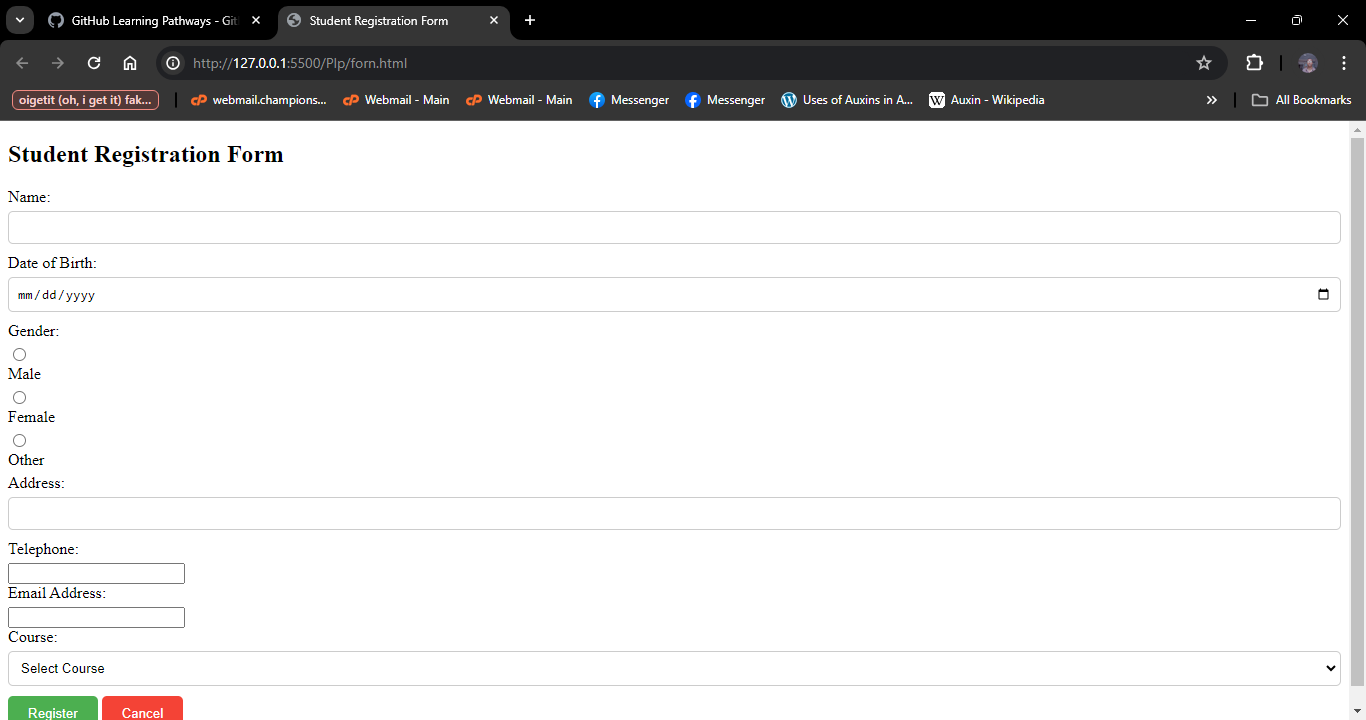 GitHub Learning Pathways - Git
Student Registration Form
http://127.0.0.1:5500/Plp/forn.html
oigetit (oh, i get it) fak...
webmail.champions...
Webmail - Main
Webmail - Main
Messenger
Messenger
Uses of Auxins in A...
W
Auxin - Wikipedia
»
All Bookmarks
Student Registration Form
Name:
Date of Birth:
mm/dd/yyyy
Gender:
Male
Female
Other
Address:
Telephone:
Email Address:
Course:
Select Course
Register
Cancel